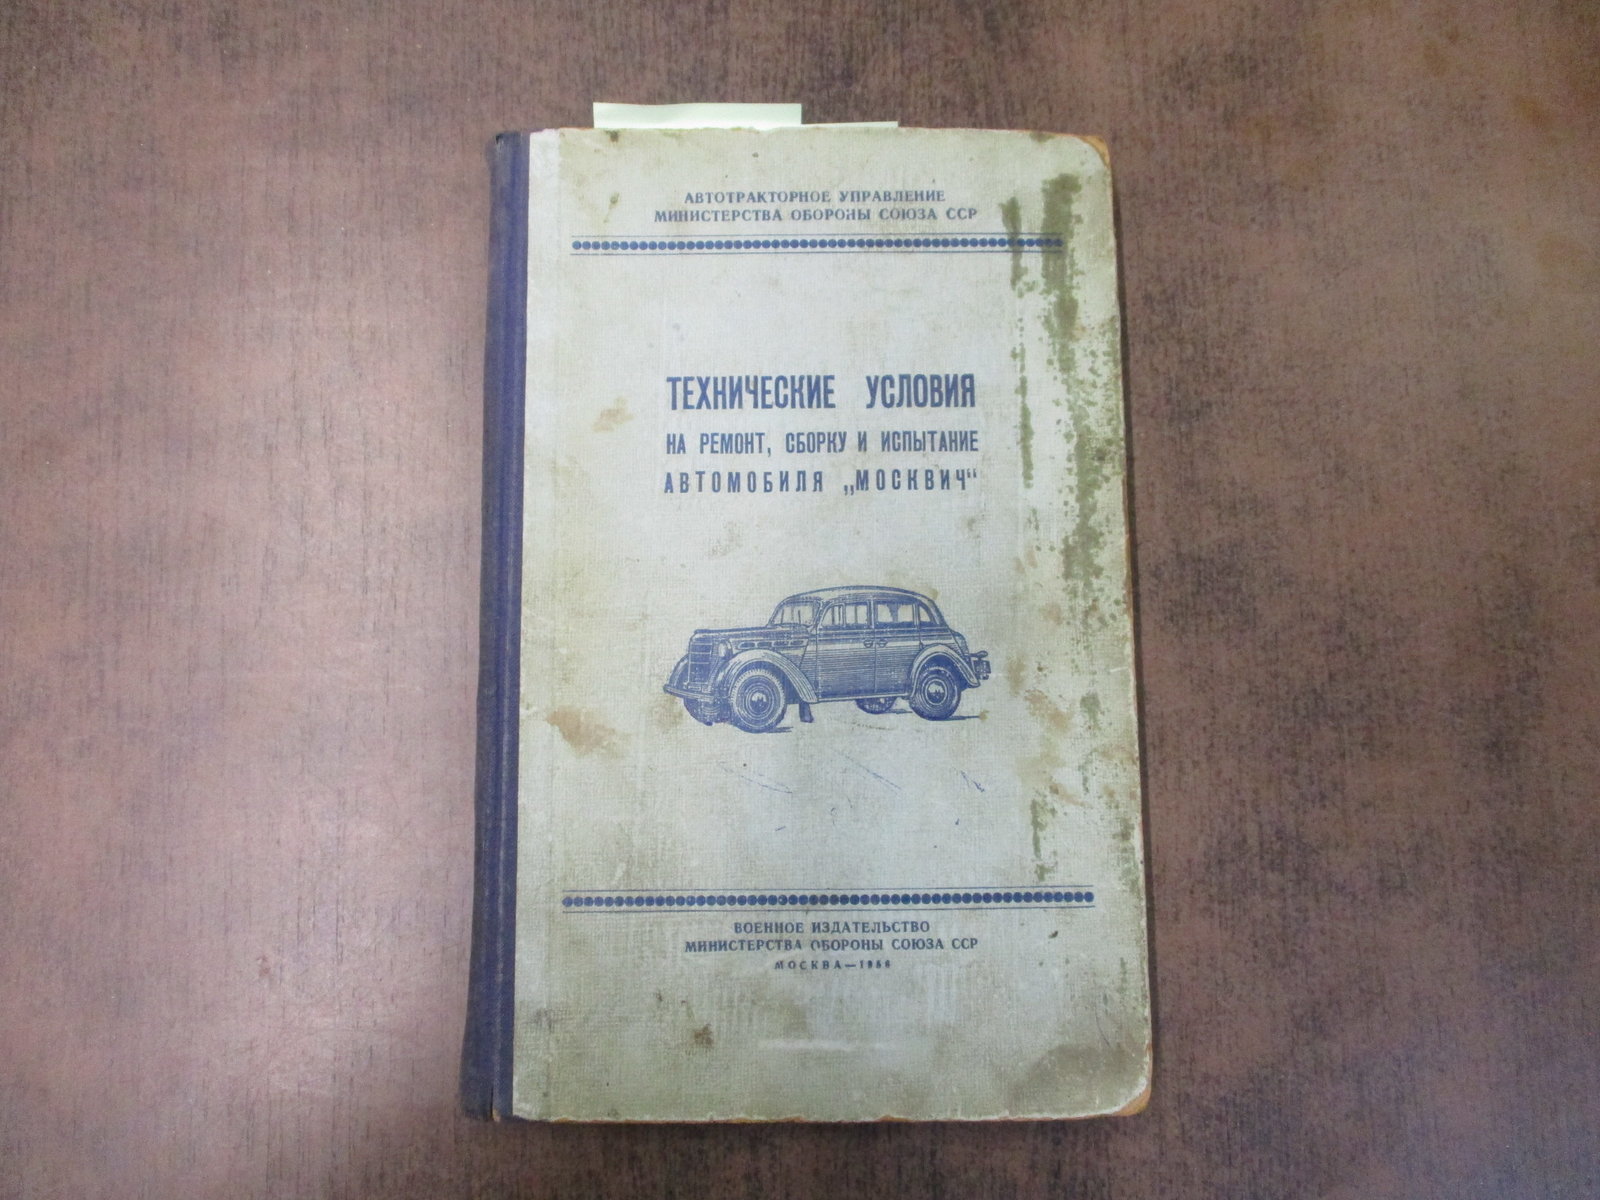 АВТОТРАКТОРНОЕ УПРАВЛЕНИЕ
МИНИСТЕРСТВА ОБОРОНЫ СОЮЗА ССР
ТЕХНИЧЕСКИЕ УСЛОВИЯ
НА РЕМОНТ, СБОРКУ И ИСПЫТАНИЕ
АВТОМОБИЛЯ „МОСКВИЧ“
ВОЕННОЕ ИЗДАТЕЛЬСТВО
МИНИСТЕРСТВА ОБОРОНЫ СОЮЗА ССР
МОСКВА—